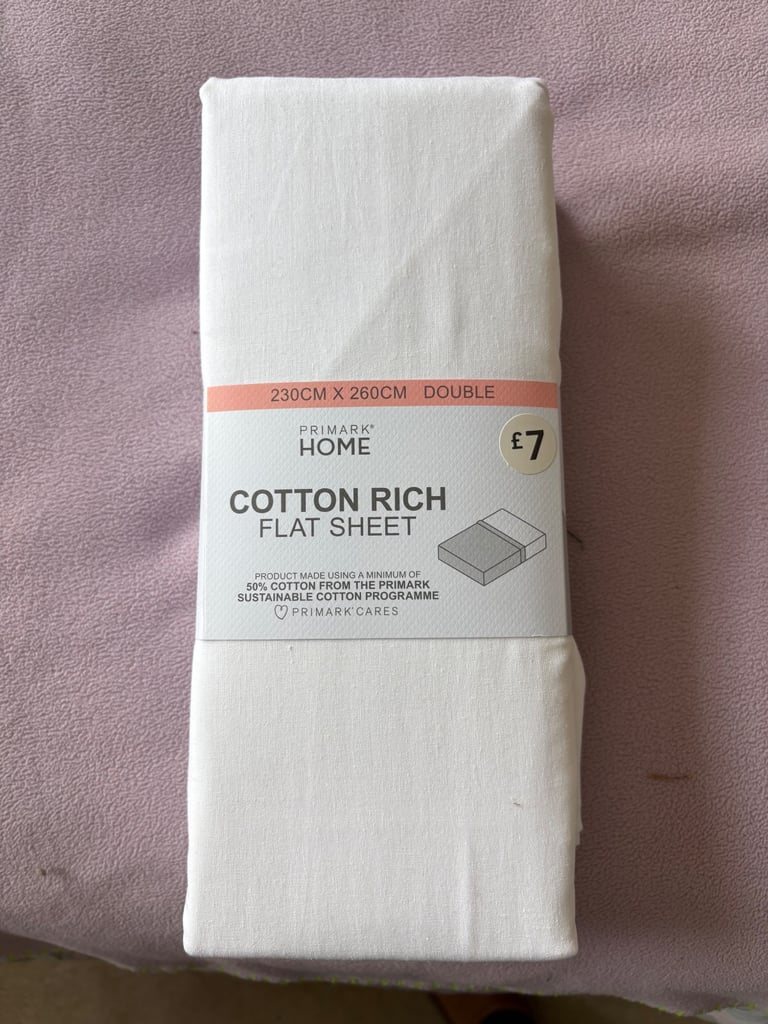 230CM X 260CM DOUBLE
PRIMARK®
HOME
£7
COTTON RICH
FLAT SHEET
PRODUCT MADE USING A MINIMUM OF
50% COTTON FROM THE PRIMARK
SUSTAINABLE COTTON PROGRAMME
PRIMARK® CARES